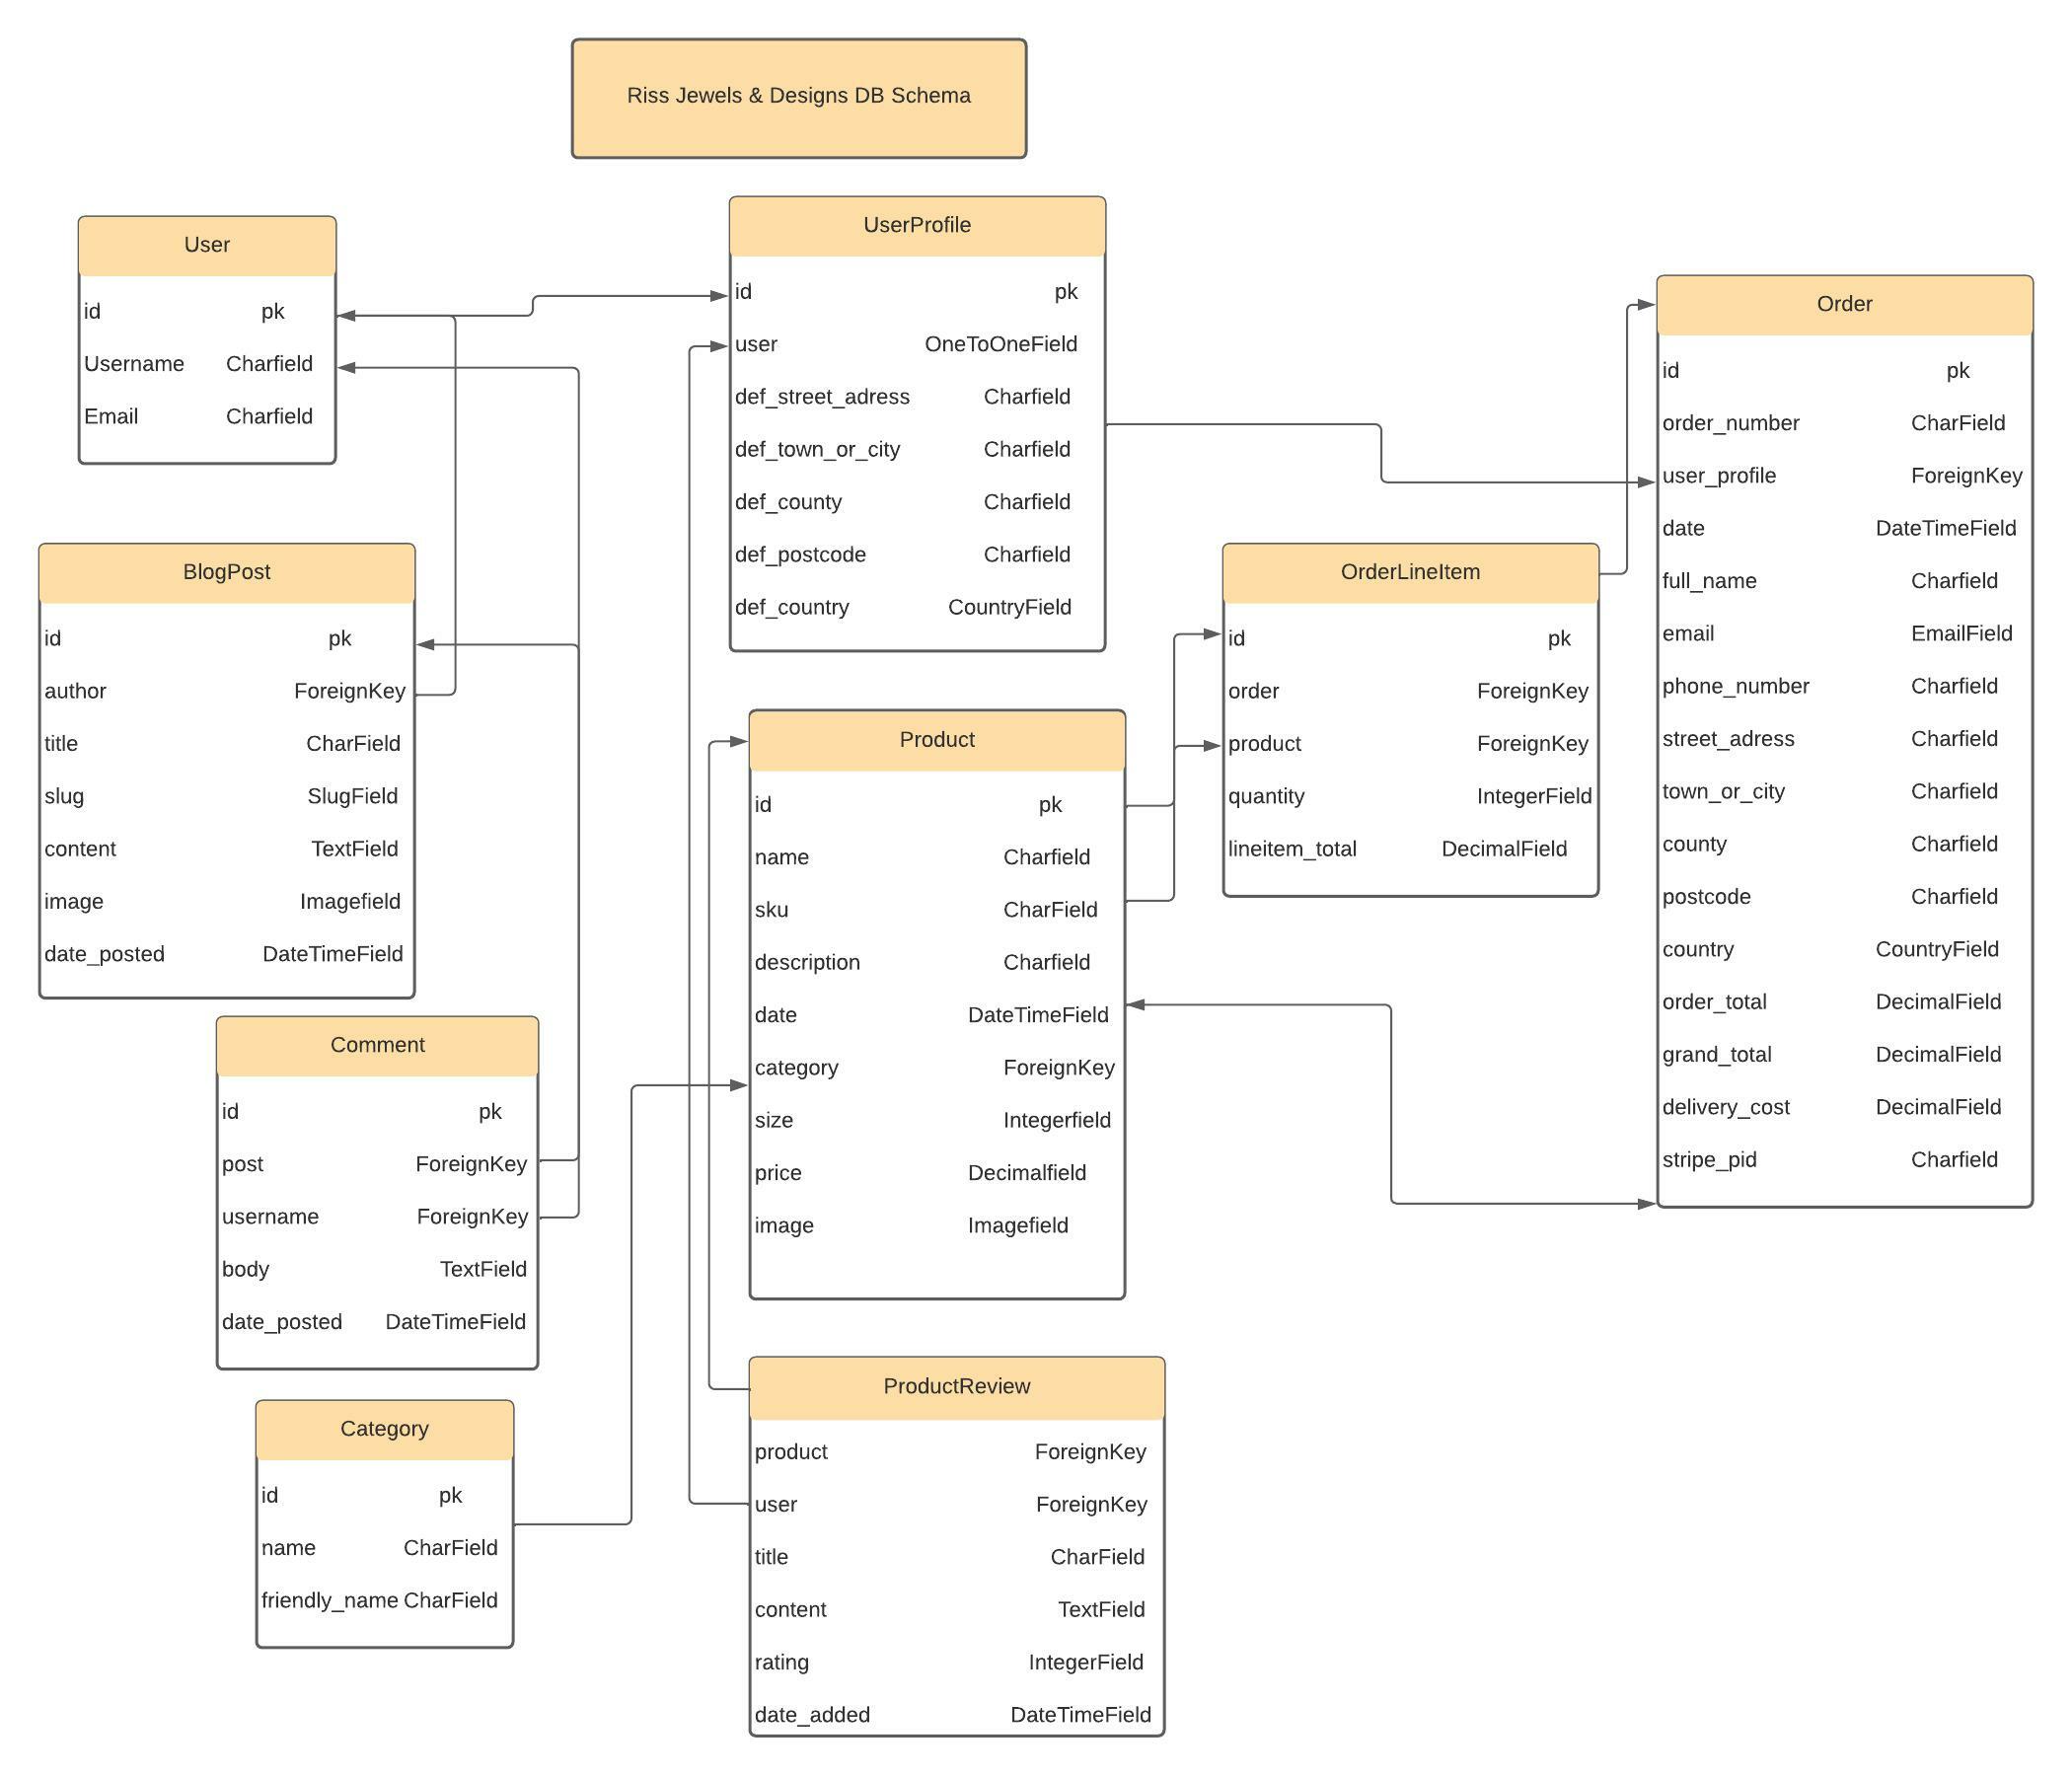 Riss Jewels & Designs DB Schema
User
id pk
Username Charfield
Email Charfield
UserProfile
id pk
user OneToOneField
def_street_adress Charfield
def_town_or_city Charfield
def_county Charfield
def_postcode Charfield
def_country CountryField
Order
id pk
order_number CharField
user_profile ForeignKey
date DateTimeField
full_name Charfield
email EmailField
phone_number Charfield
street_adress Charfield
town_or_city Charfield
county Charfield
postcode Charfield
country CountryField
order_total DecimalField
grand_total DecimalField
delivery_cost DecimalField
stripe_pid Charfield
BlogPost
id pk
author ForeignKey
title CharField
slug SlugField
content TextField
image Imagefield
date_posted DateTimeField
OrderLineItem
id pk
order ForeignKey
product ForeignKey
quantity IntegerField
lineitem_total DecimalField
Product
id pk
name Charfield
sku CharField
description Charfield
date DateTimeField
category ForeignKey
size Integerfield
price Decimalfield
image Imagefield
Comment
id pk
post ForeignKey
username ForeignKey
body TextField
date_posted DateTimeField
Category
id pk
name CharField
friendly_name CharField
ProductReview
product ForeignKey
user ForeignKey
title CharField
content TextField
rating IntegerField
date_added DateTimeField